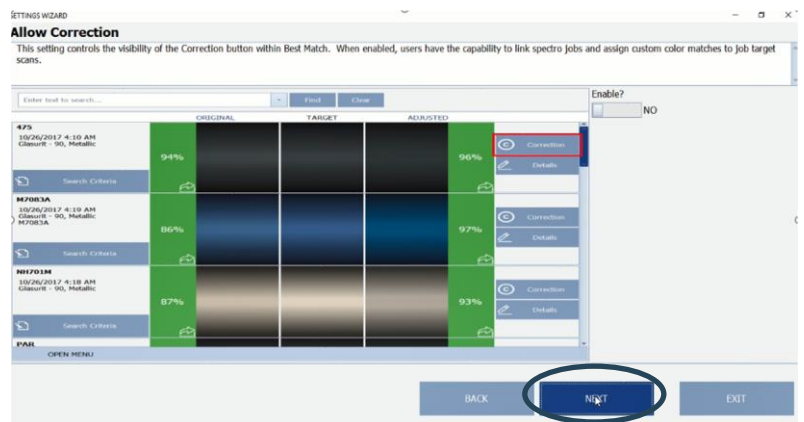 SETTINGS WIZARD
Allow Correction
This setting controls the visibility of the Correction button within Best Match. When enabled, users have the capability to link spectro jobs and assign custom color matches to job target
scans.
Enter text to search...
Find
Clear
Enable?
NO
ORIGINAL TARGET ADJUSTED
475
10/26/2017 4:10 AM
Glasurit - 90, Metallic
94%
96%
Correction
Details
Search Criteria
M7083A
10/26/2017 4:19 AM
Glasurit - 90, Metallic
M7083A
86%
97%
Correction
Details
Search Criteria
NH701M
10/26/2017 4:18 AM
Glasurit - 90, Metallic
87%
93%
Correction
Details
Search Criteria
PAR
OPEN MENU
BACK
NEXT
EXIT